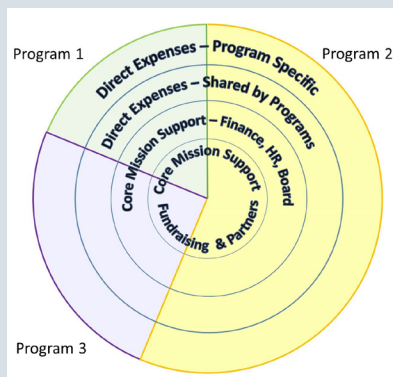 Program 1
Program 2
Direct Expenses – Program Specific
Direct Expenses – Shared by Programs
Core Mission Support – Finance, HR, Board
Core Mission Support
Fundraising & Partners
Program 3